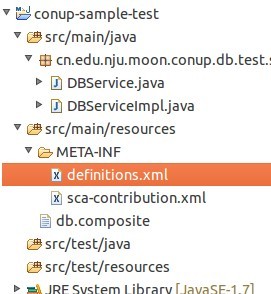 conup-sample-test
src/main/java
cn.edu.nju.moon.conup.db.test.s
DBService.java
DBServiceImpl.java
src/main/resources
META-INF
definitions.xml
sca-contribution.xml
db.composite
src/test/java
src/test/resources
JRE System Library [JavaSE-1.7]